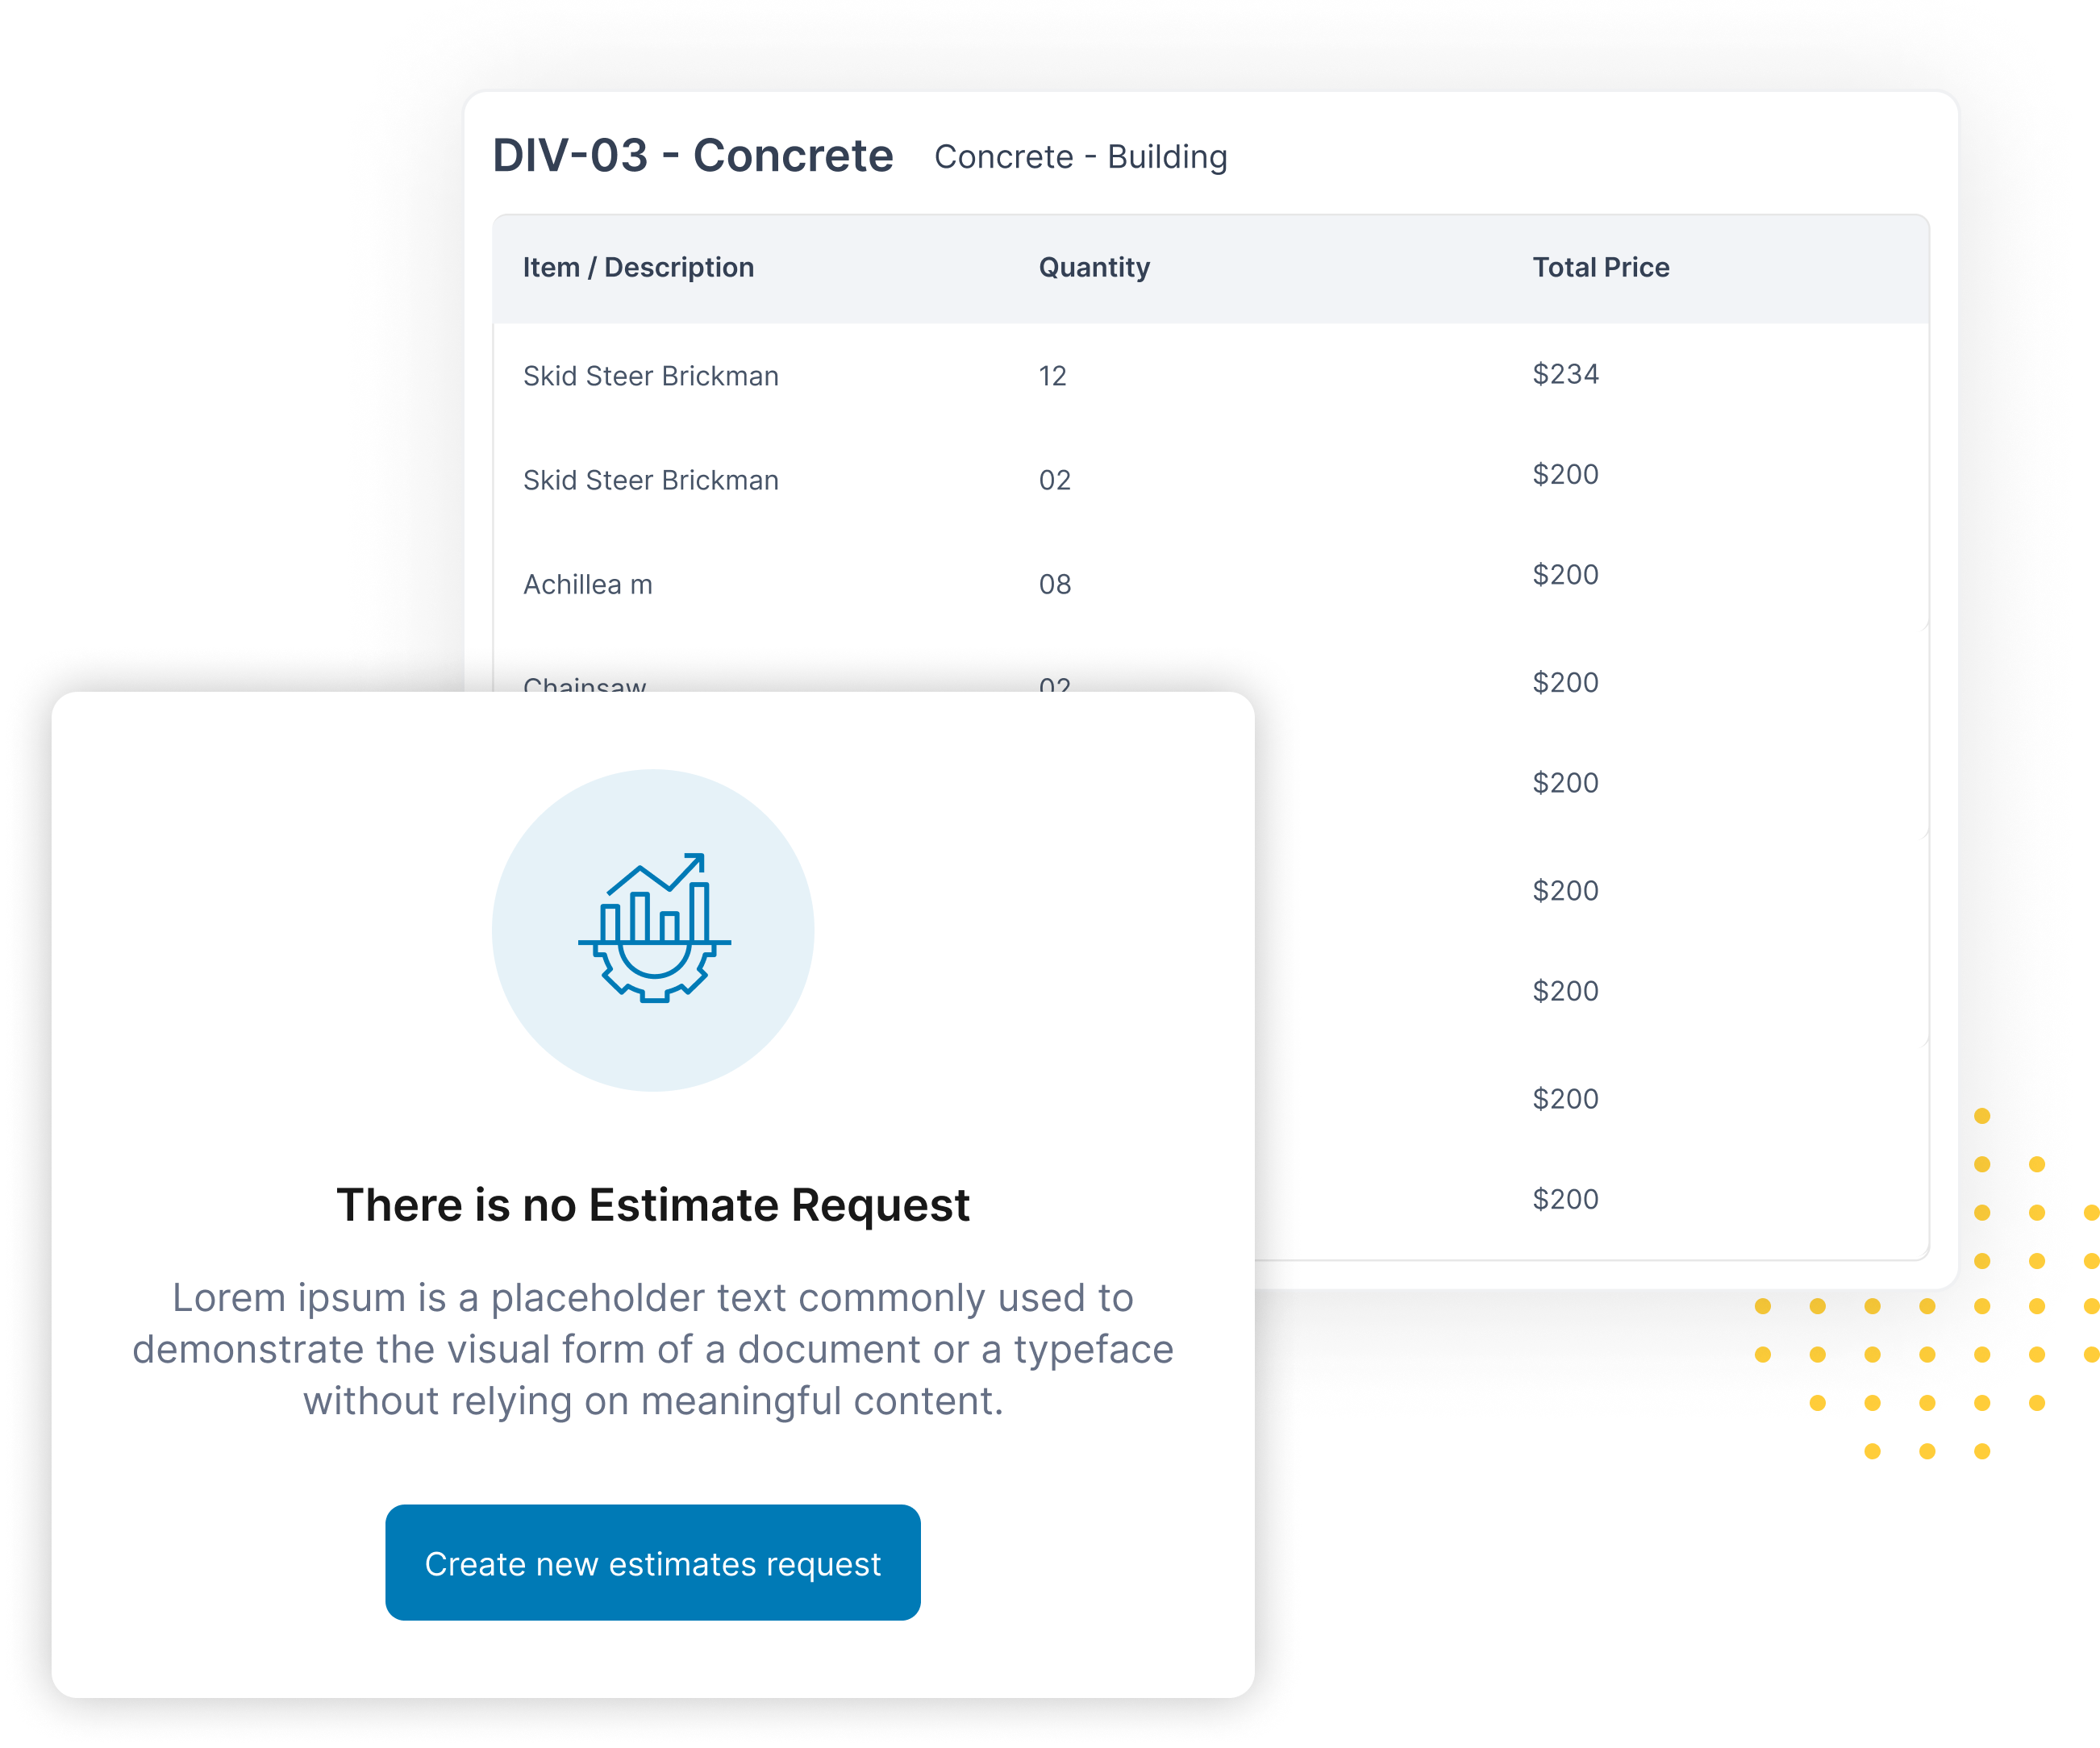 DIV-03 - Concrete Concrete - Building
Item / Description Quantity Total Price
Skid Steer Brickman 12 $234
Skid Steer Brickman 02 $200
Achillea m 08 $200
Chainsaw 02 $200
$200
$200
$200
$200
$200
There is no Estimate Request
Lorem ipsum is a placeholder text commonly used to
demonstrate the visual form of a document or a typeface
without relying on meaningful content.
Create new estimates request